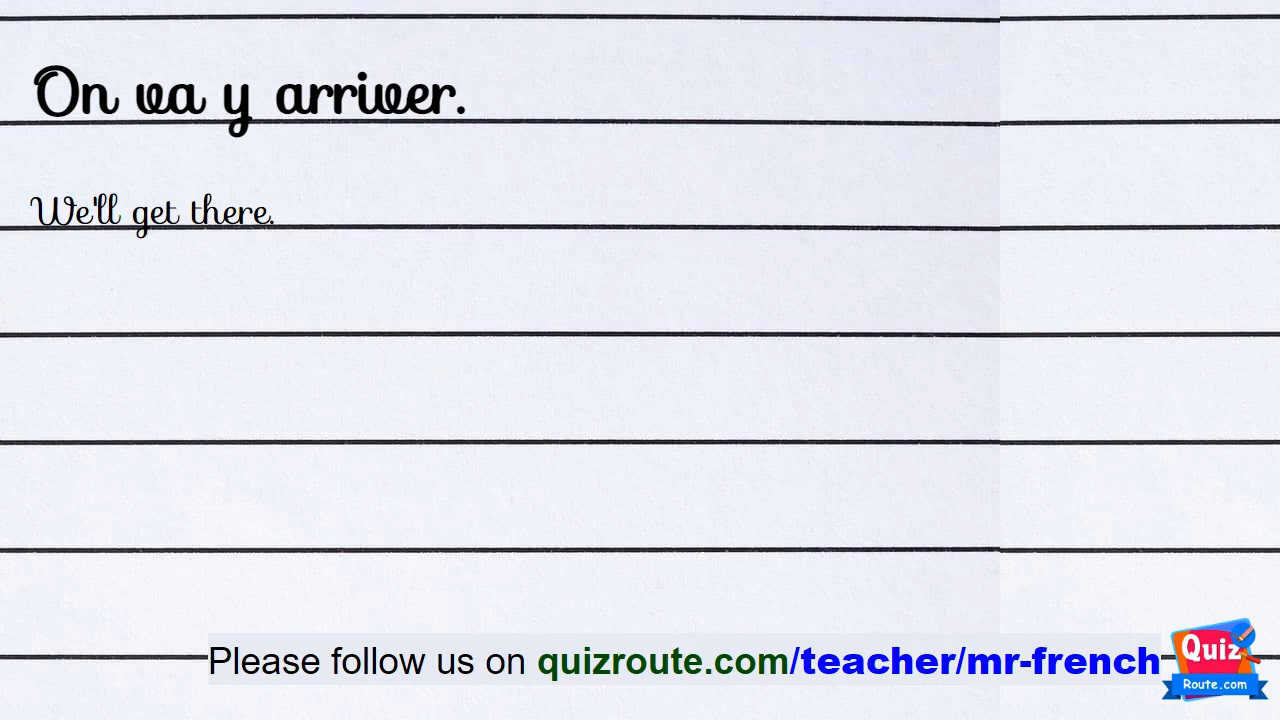 On va y arriver.
We'll get there.
Please follow us on quizroute.com/teacher/mr-french
Quiz
Route.com